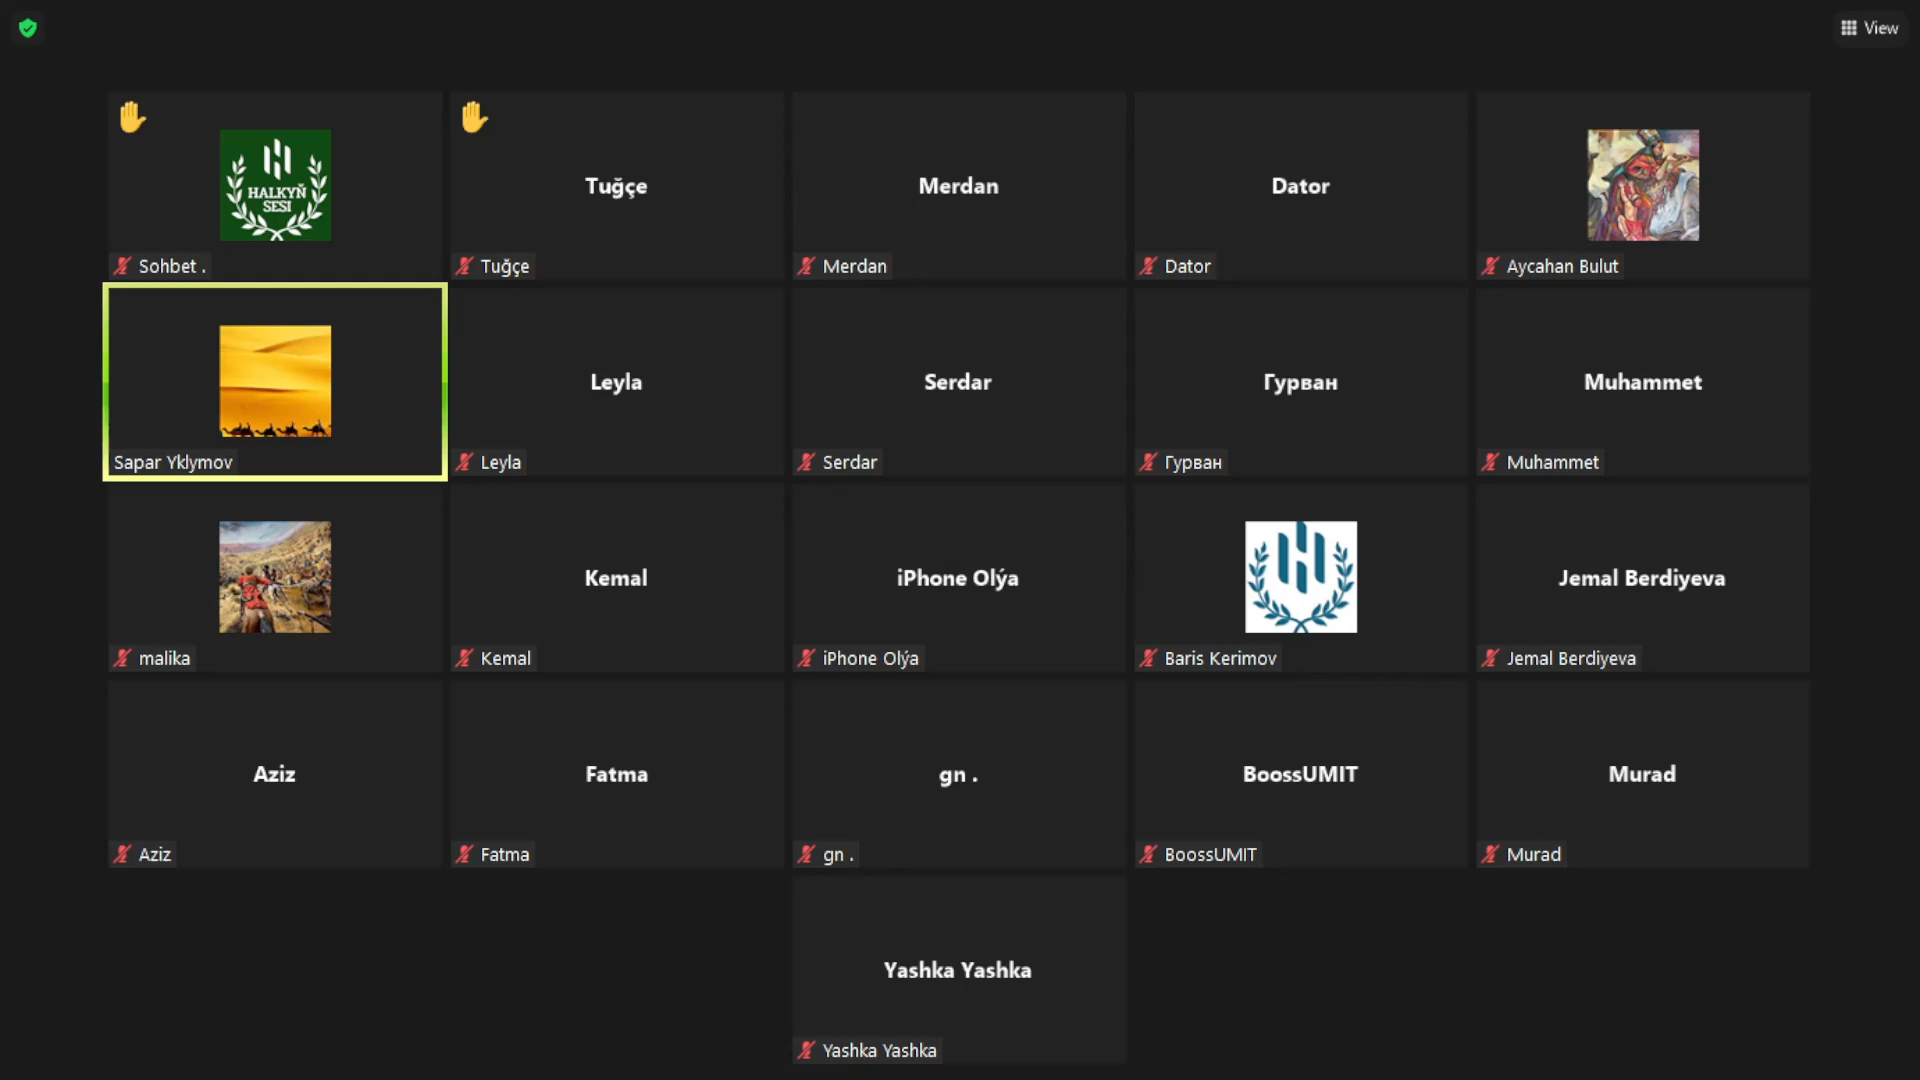 View
HALKYŇ
SESI
Sohbet .
Tuğçe
Tuğçe
Merdan
Merdan
Dator
Dator
Aycahan Bulut
Sapar Yklymov
Leyla
Leyla
Serdar
Serdar
Гурван
Гурван
Muhammet
Muhammet
malika
Kemal
Kemal
iPhone Olýa
iPhone Olýa
Baris Kerimov
Jemal Berdiyeva
Jemal Berdiyeva
Aziz
Aziz
Fatma
Fatma
gn .
gn .
BoossUMIT
BoossUMIT
Murad
Murad
Yashka Yashka
Yashka Yashka